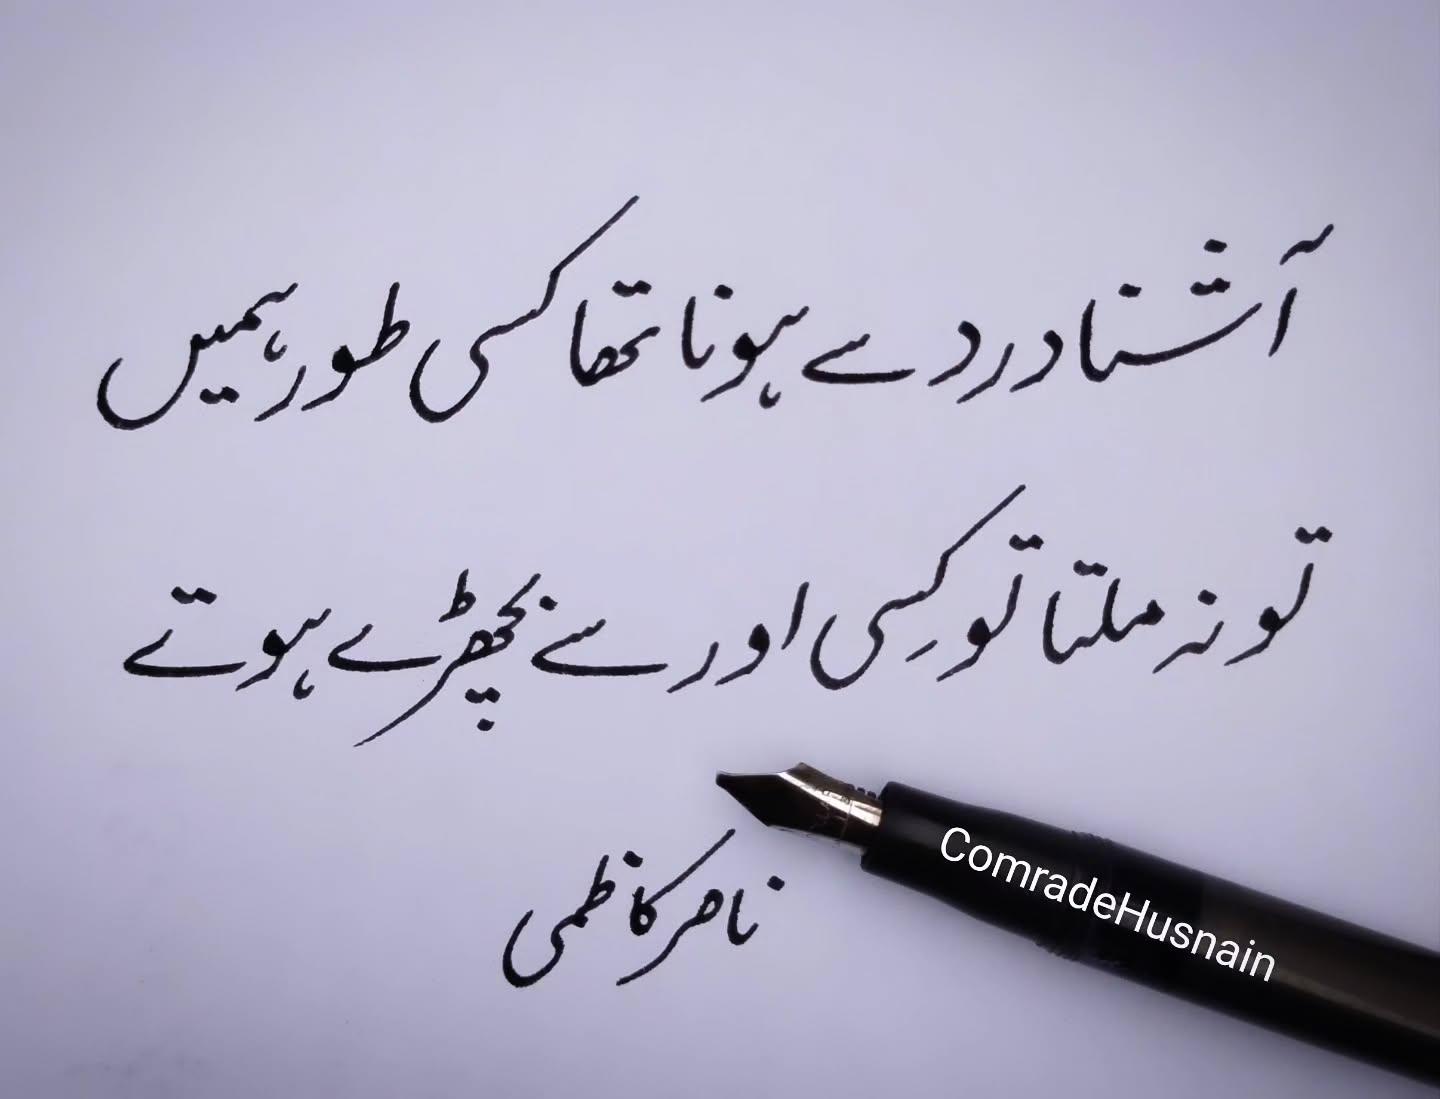 آشنا درد سے ہونا تھا کسی طور ہمیں
تو نہ ملتا تو کِسی اور سے بچھڑے ہوتے
ناصر کاظمی
ComradeHusnain